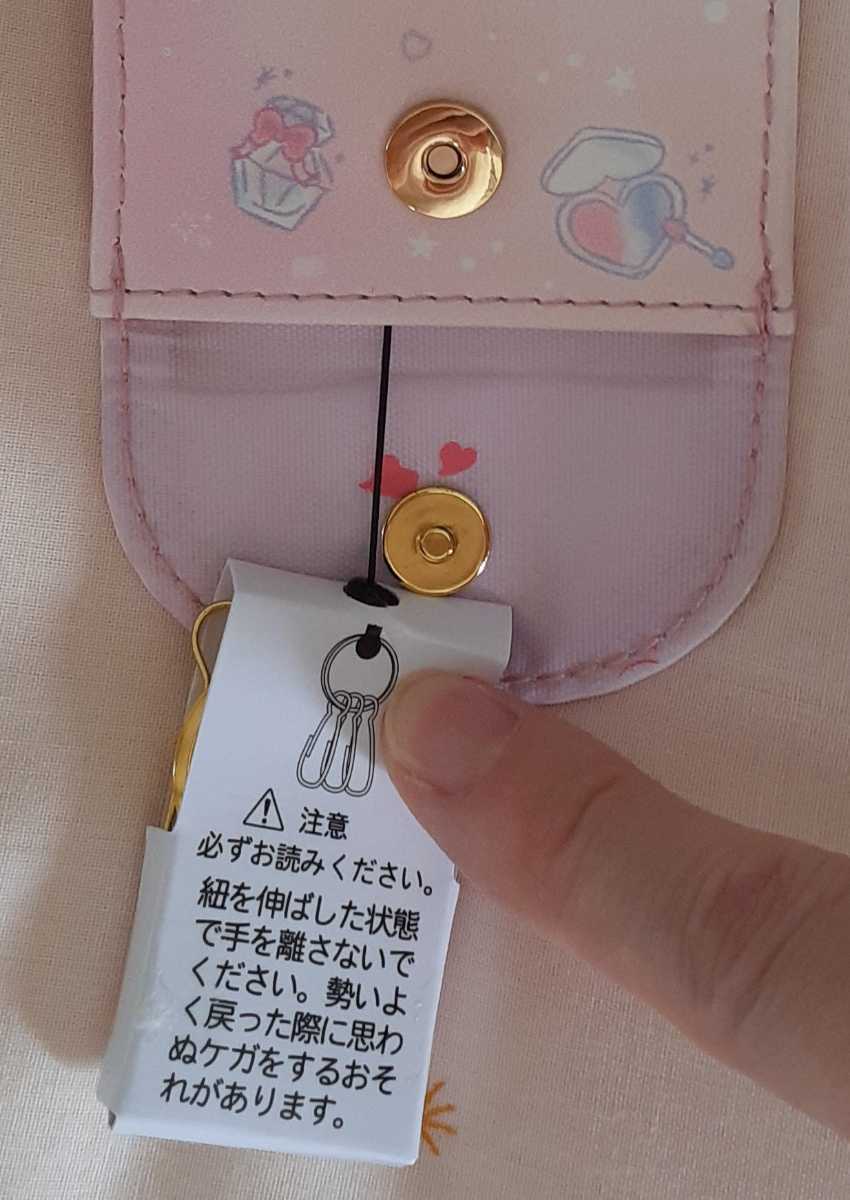 注意
必ずお読みください。
紐を伸ばした状態
で手を離さないで
ください。勢いよ
く戻った際に思わ
ぬケガをするおそ
れがあります。